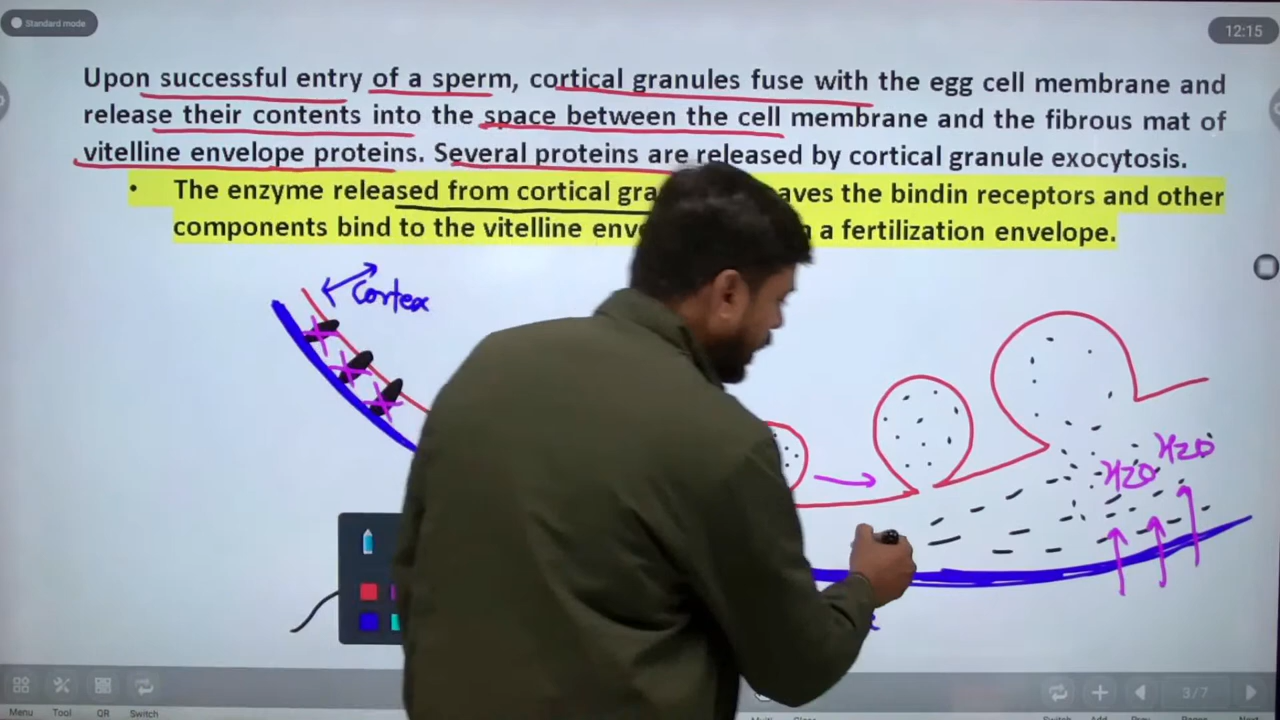 Standard mode
12:15
Upon successful entry of a sperm, cortical granules fuse with the egg cell membrane and
release their contents into the space between the cell membrane and the fibrous mat of
vitelline envelope proteins. Several proteins are released by cortical granule exocytosis.
• The enzyme released from cortical gra aves the bindin receptors and other
components bind to the vitelline env a fertilization envelope.
Cortex
H2O H2O
3/7
Menu Tool QR Switch